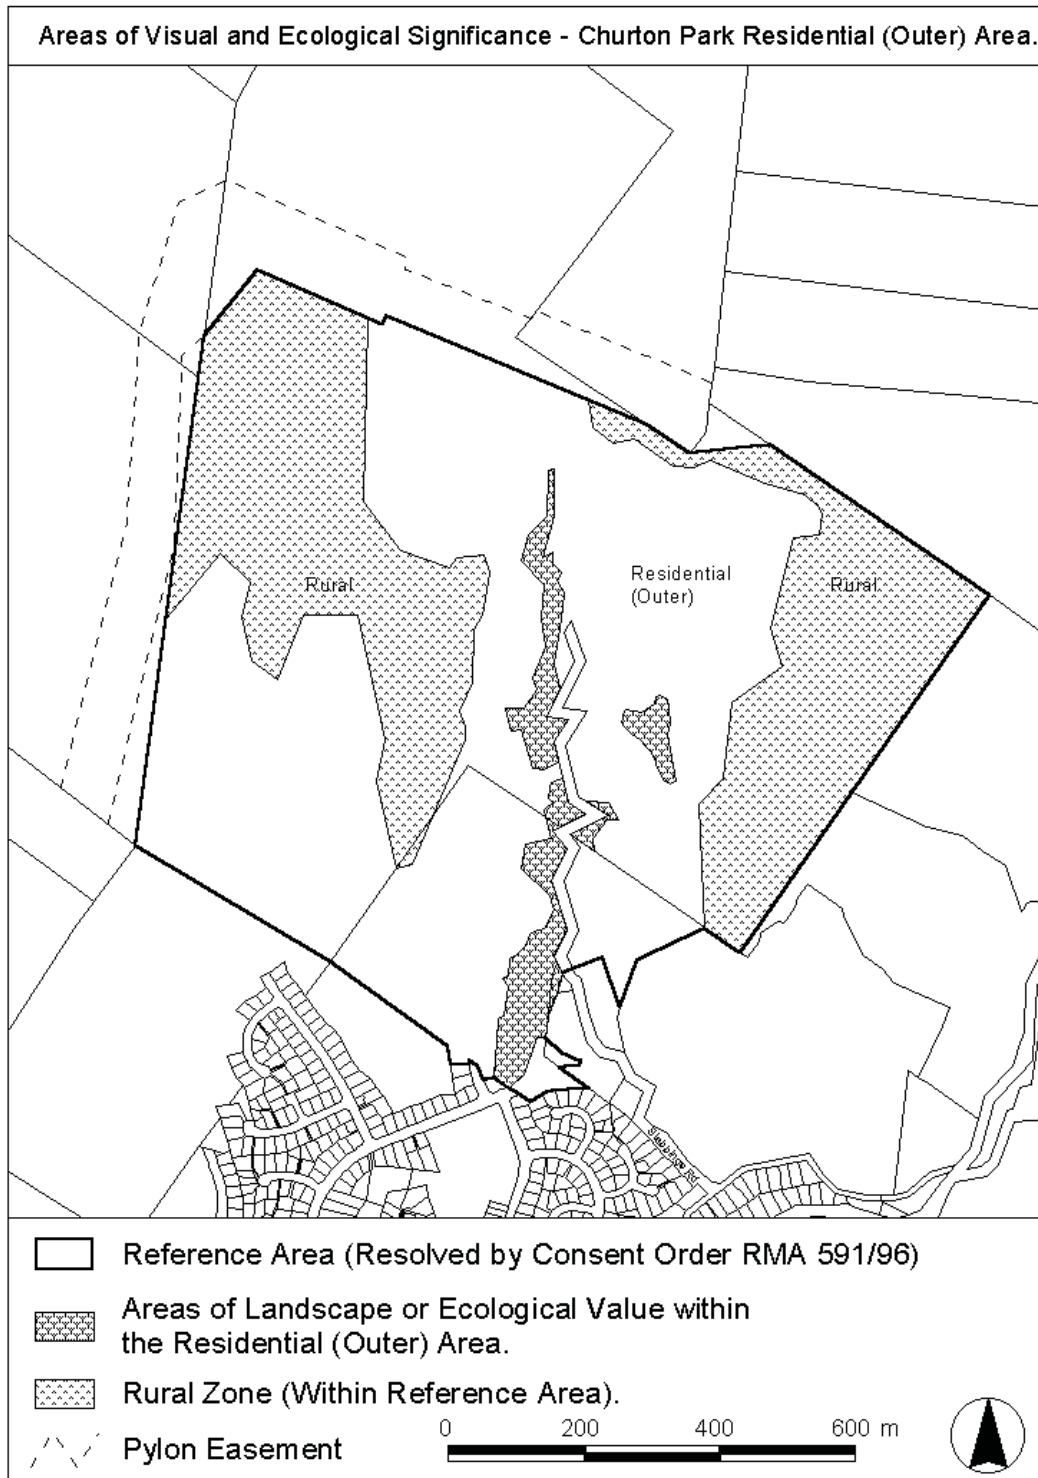 Areas of Visual and Ecological Significance - Churton Park Residential (Outer) Area.
Rural
Residential
(Outer)
Rural
Stebbings Rd
Reference Area (Resolved by Consent Order RMA 591/96)
Areas of Landscape or Ecological Value within
the Residential (Outer) Area.
Rural Zone (Within Reference Area).
Pylon Easement
0 200 400 600 m